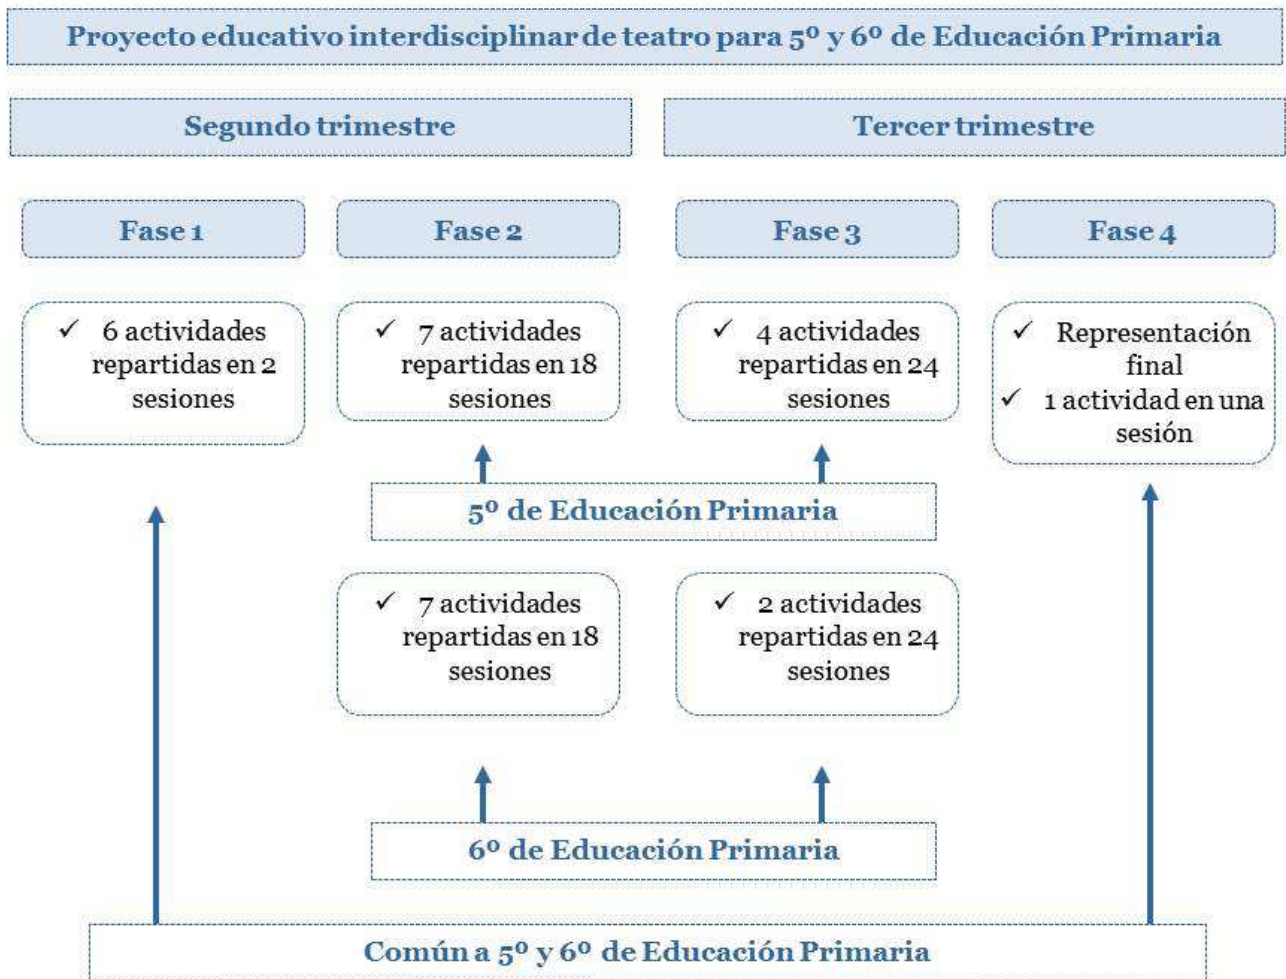 Proyecto educativo interdisciplinar de teatro para 5º y 6º de Educación Primaria
Segundo trimestre
Tercer trimestre
Fase 1
Fase 2
Fase 3
Fase 4
✓ 6 actividades
repartidas en 2
sesiones
✓ 7 actividades
repartidas en 18
sesiones
✓ 4 actividades
repartidas en 24
sesiones
✓ Representación
final
✓ 1 actividad en una
sesión
5º de Educación Primaria
✓ 7 actividades
repartidas en 18
sesiones
✓ 2 actividades
repartidas en 24
sesiones
6º de Educación Primaria
Común a 5º y 6º de Educación Primaria